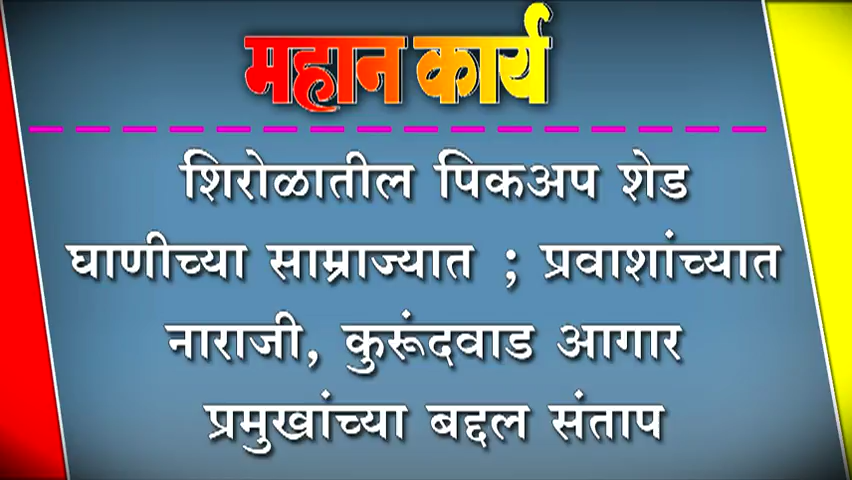 महान कार्य
शिरोळातील पिकअप शेड
घाणीच्या साम्राज्यात ; प्रवाशांच्यात
नाराजी, कुरूंदवाड आगार
प्रमुखांच्या बद्दल संताप